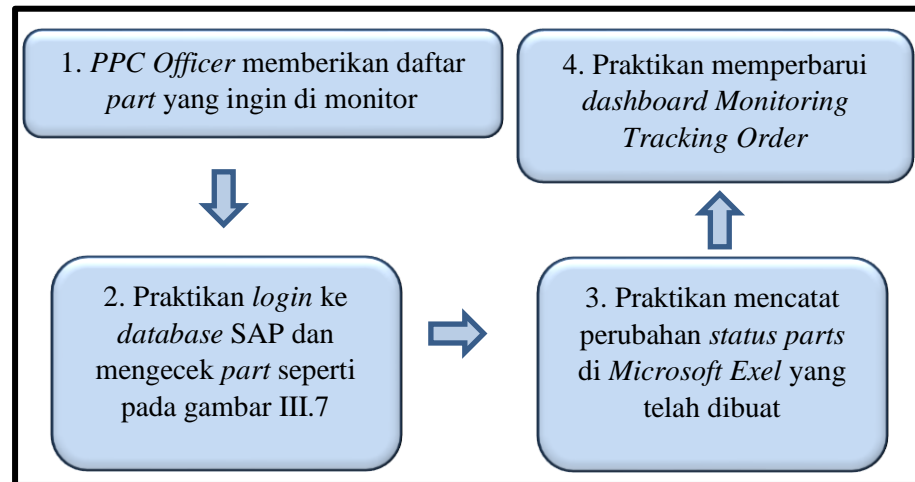 1. PPC Officer memberikan daftar
part yang ingin di monitor
2. Praktikan login ke
database SAP dan
mengecek part seperti
pada gambar III.7
3. Praktikan mencatat
perubahan status parts
di Microsoft Exel yang
telah dibuat
4. Praktikan memperbarui
dashboard Monitoring
Tracking Order